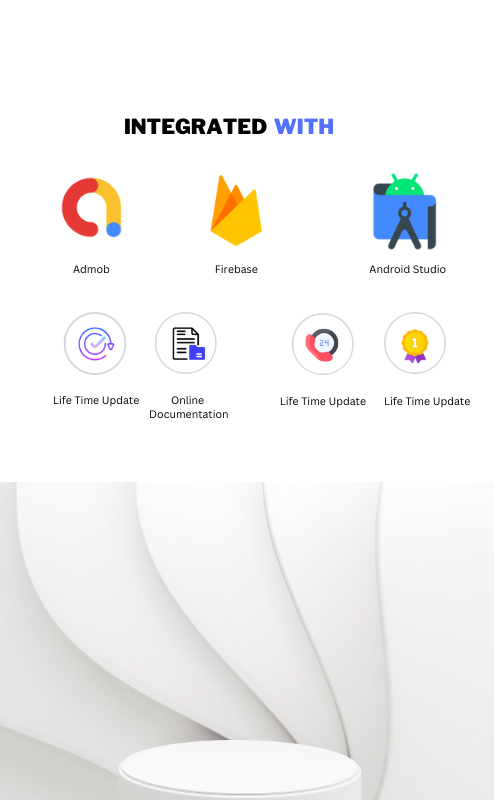 INTEGRATED WITH
Admob
Firebase
Android Studio
24
1
Life Time Update
Online
Documentation
Life Time Update
Life Time Update